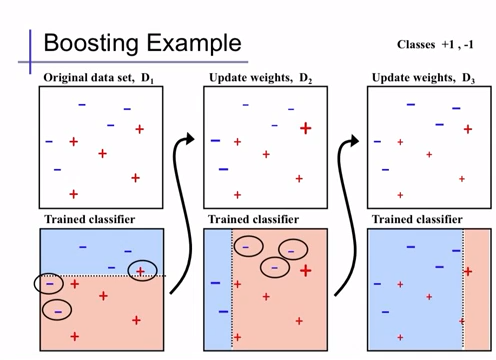 Boosting Example
Classes +1 , -1
Original data set, D1
Update weights, D2
Update weights, D3
Trained classifier
Trained classifier
Trained classifier